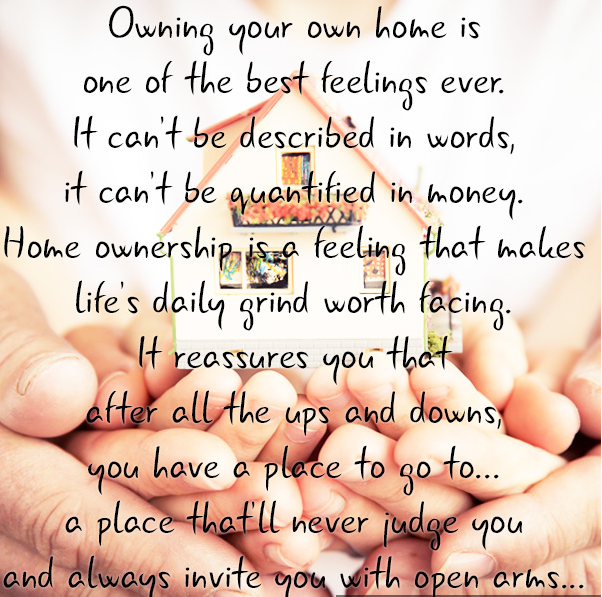 Owning your own home is
one of the best feelings ever.
It can't be described in words,
it can't be quantified in money.
Home ownership is a feeling that makes
life's daily grind worth facing.
It reassures you that
after all the ups and downs,
you have a place to go to...
a place that'll never judge you
and always invite you with open arms...